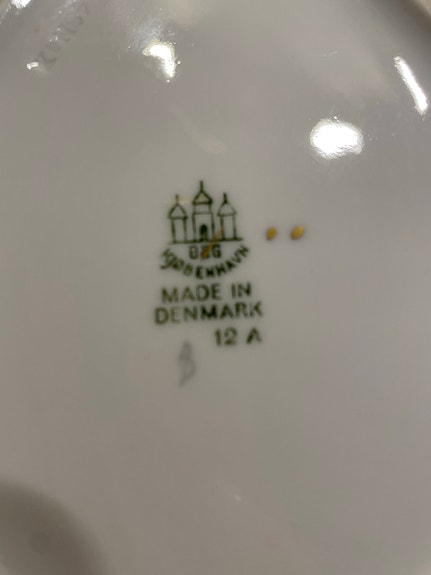 B&G
KJØBENHAVN
MADE IN
DENMARK
12 A